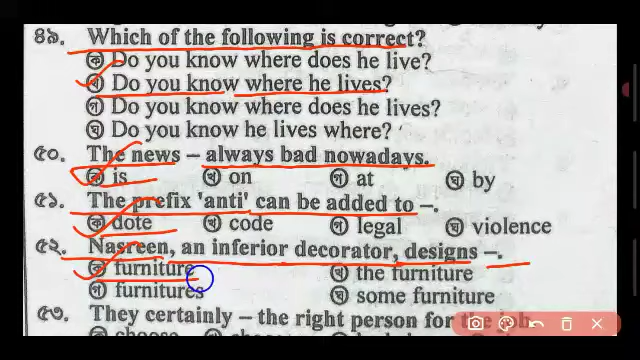 ৪৯. Which of the following is correct?
ক Do you know where does he live?
খ Do you know where he lives?
গ Do you know where does he lives?
ঘ Do you know he lives where?
৫০. The news – always bad nowadays.
ক is খ on গ at ঘ by
৫১. The prefix 'anti' can be added to –.
ক dote খ code গ legal ঘ violence
৫২. Nasreen, an inferior decorator, designs –.
ক furniture খ the furniture
গ furnitures ঘ some furniture
৫৩. They certainly – the right person for the job.
choose